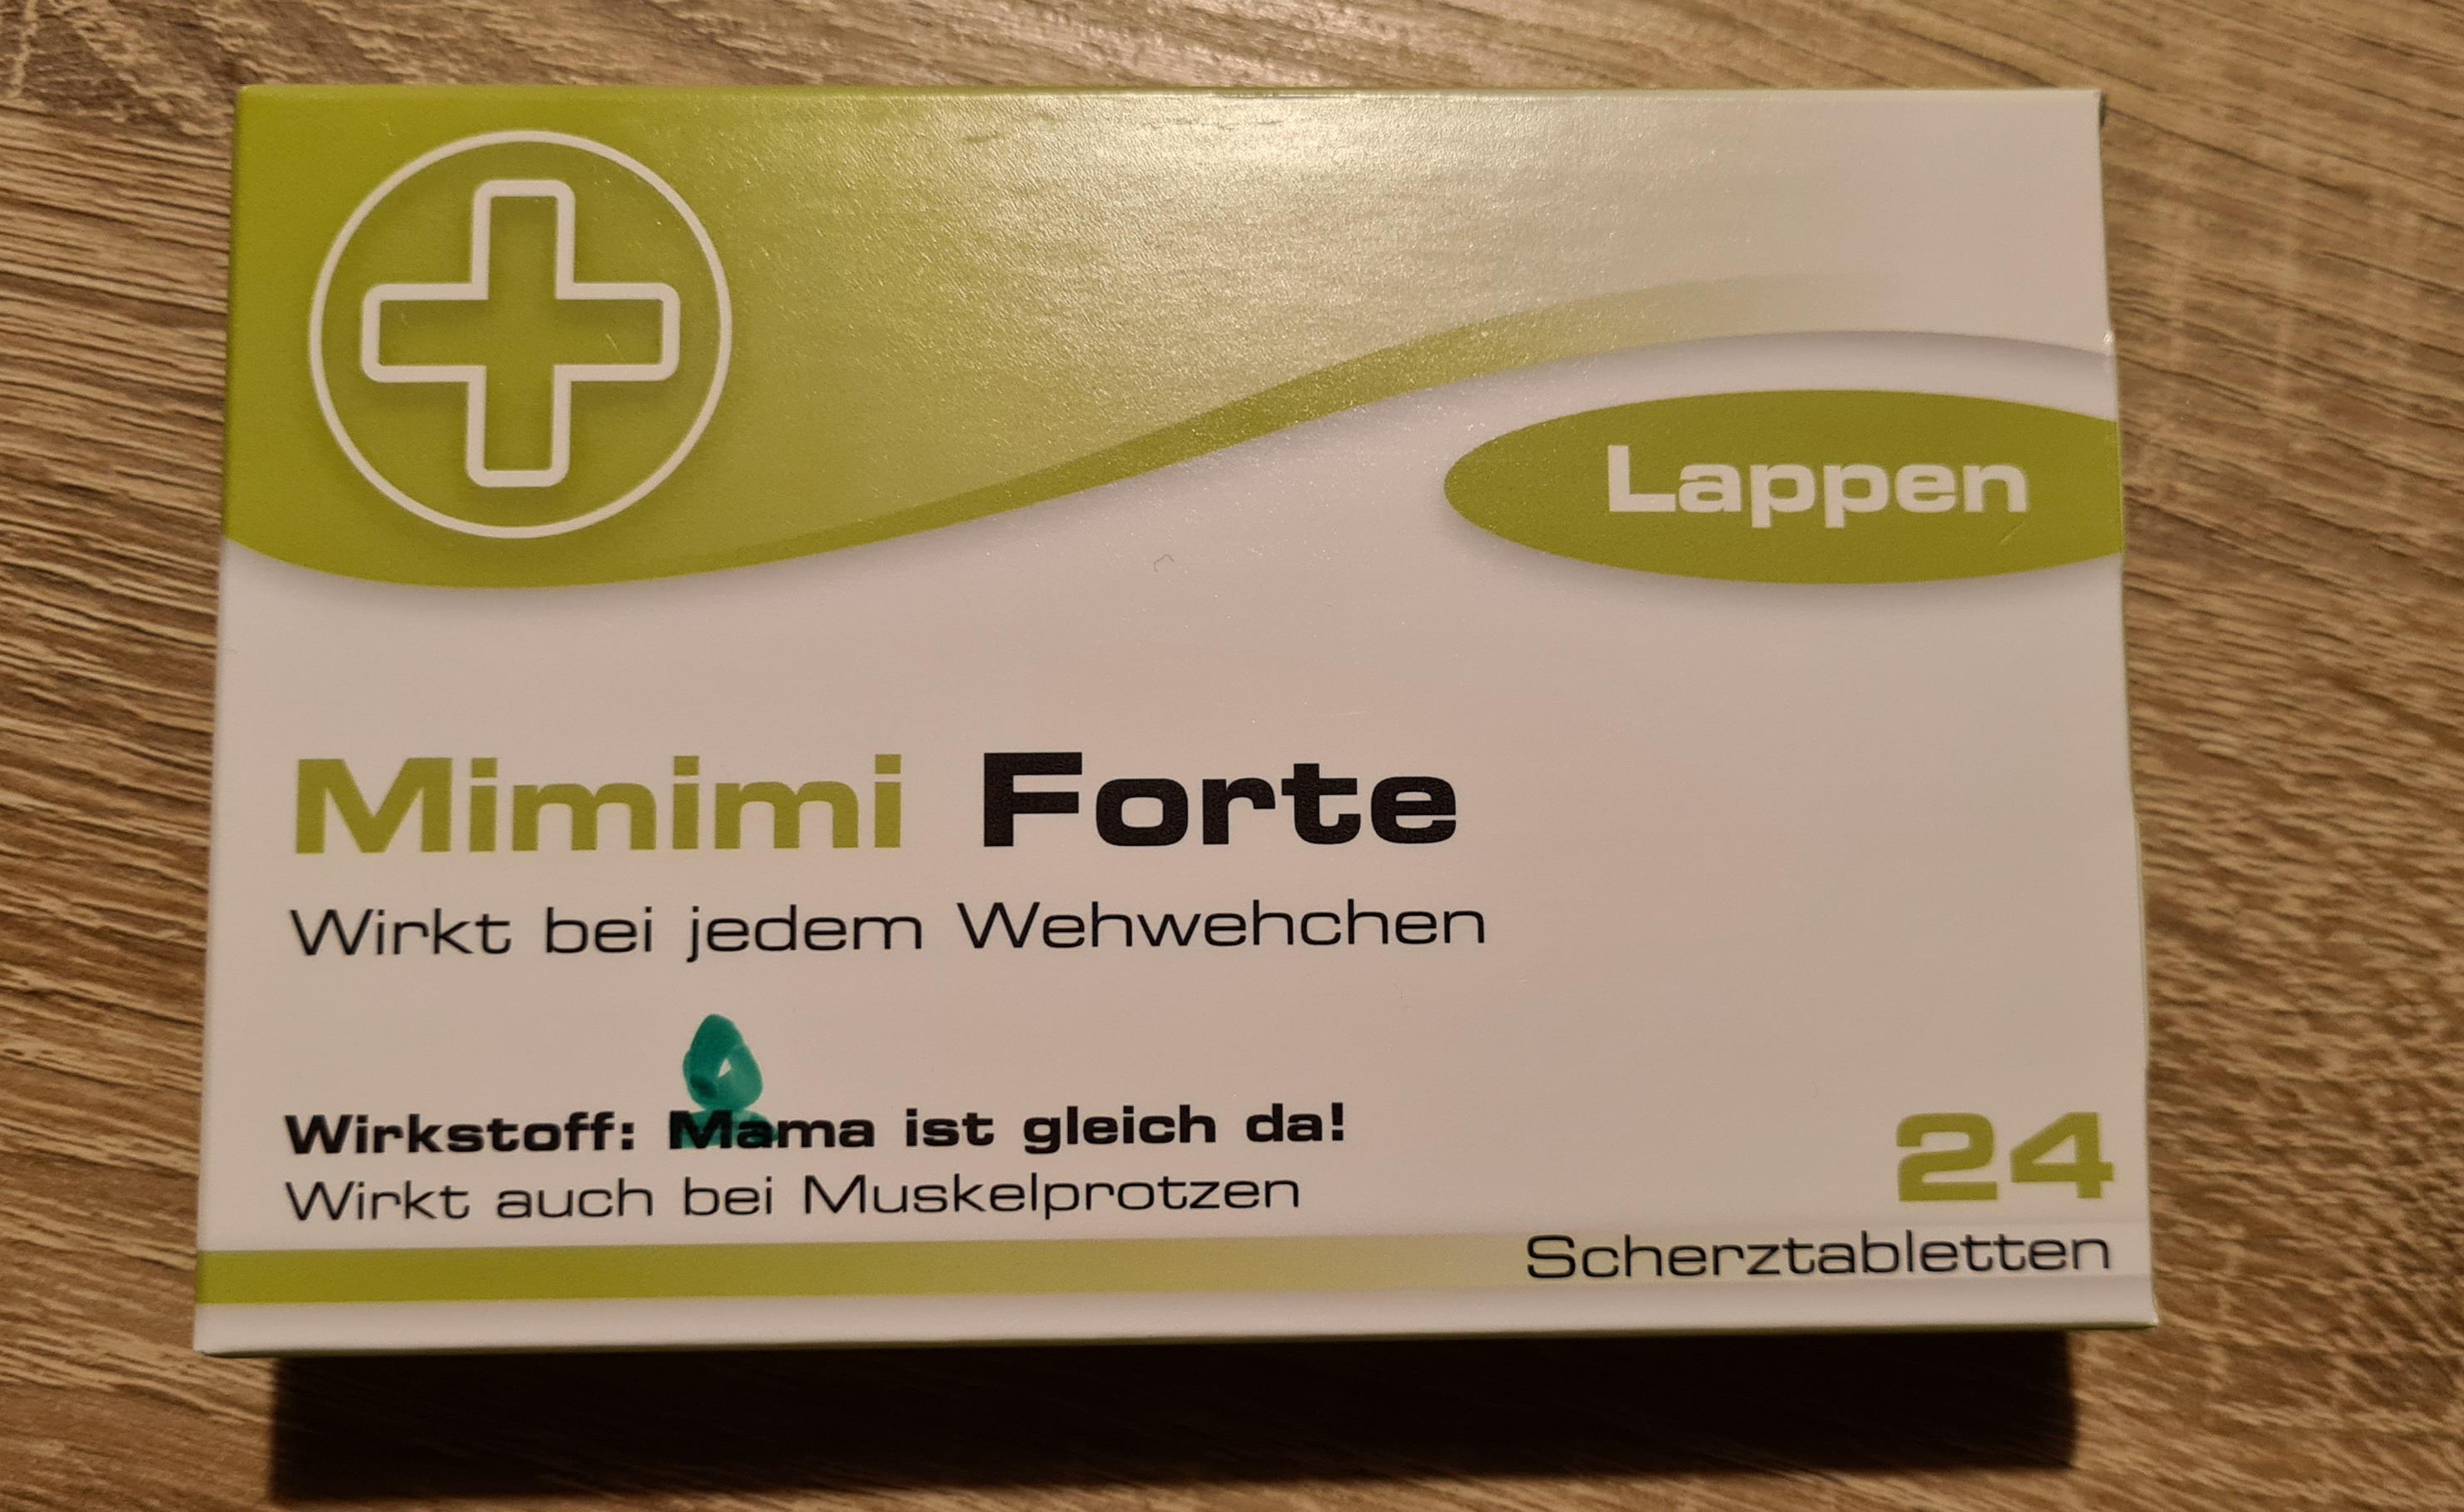 Lappen
Mimimi Forte
Wirkt bei jedem Wehwehchen
Wirkstoff: Mama ist gleich da!
Wirkt auch bei Muskelprotzen
24
Scherztabletten